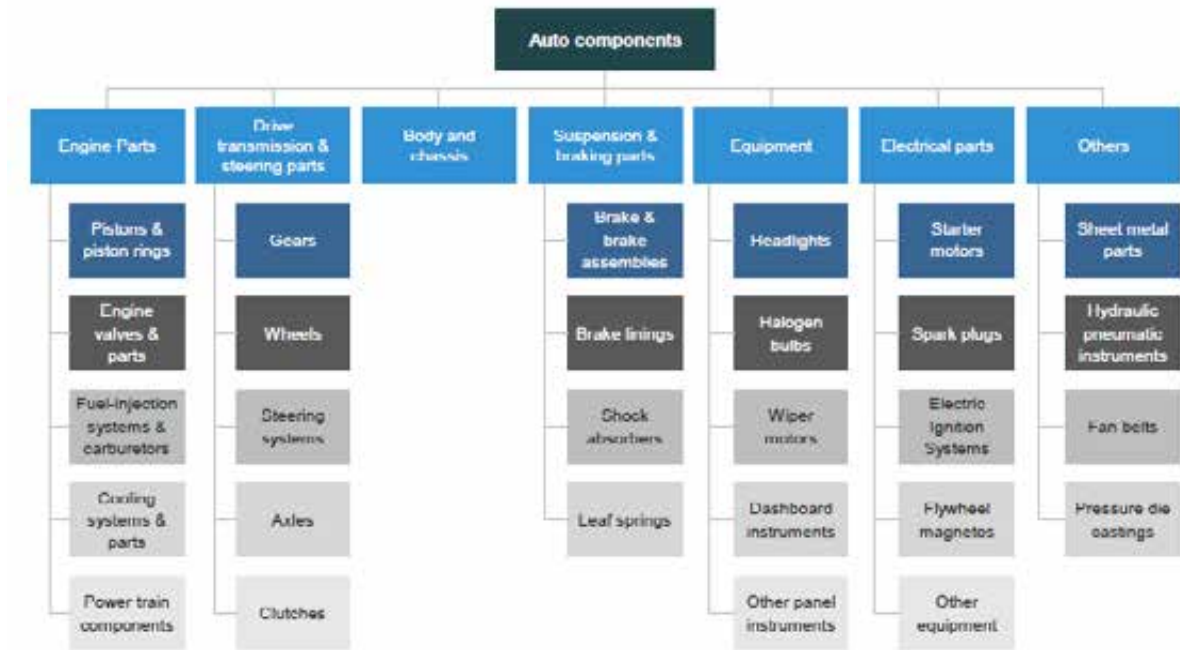 Auto components
Engine Parts
Drive
transmission &
steering parts
Body and
chassis
Suspension &
braking parts
Equipment
Electrical parts
Others
Pistons &
piston rings
Gears
Brake &
brake
assemblies
Headlights
Starter
motors
Sheet metal
parts
Engine
valves &
parts
Wheels
Brake linings
Halogen
bulbs
Spark plugs
Hydraulic
pneumatic
instruments
Fuel-injection
systems &
carburetors
Steering
systems
Shock
absorbers
Wiper
motors
Electric
Ignition
Systems
Fan belts
Cooling
systems &
parts
Axles
Leaf springs
Dashboard
instruments
Flywheel
magnetos
Pressure die
castings
Power train
components
Clutches
Other panel
instruments
Other
equipment